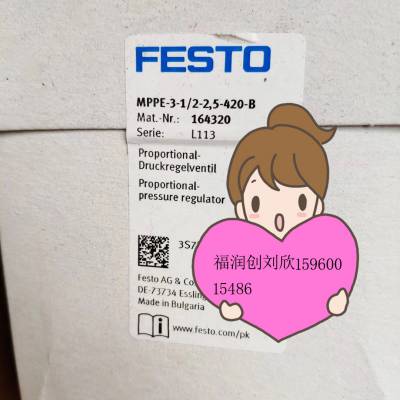 FESTO
MPPE-3-1/2-2,5-420-B
Mat.-Nr.: 164320
Serie: L113
Proportional-
Druckregelventil
Proportional-
pressure regulator
Festo AG & Co
DE-73734 Essling
Made in Bulgaria
www.festo.com/pk
福润创刘欣159600
15486